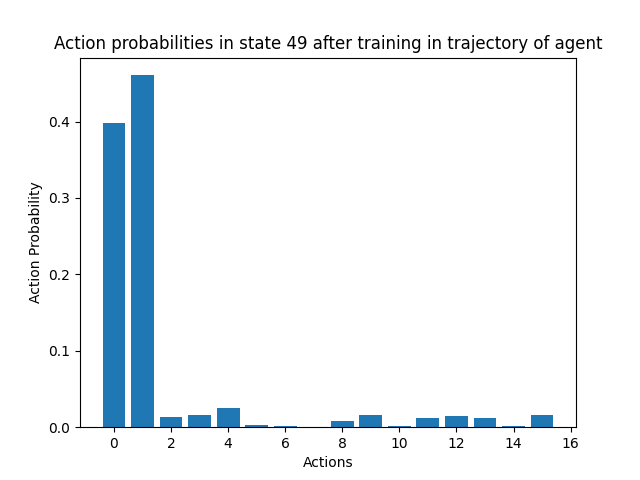 Action probabilities in state 49 after training in trajectory of agent
Action Probability
0.4
0.3
0.2
0.1
0.0
0 2 4 6 8 10 12 14 16
Actions